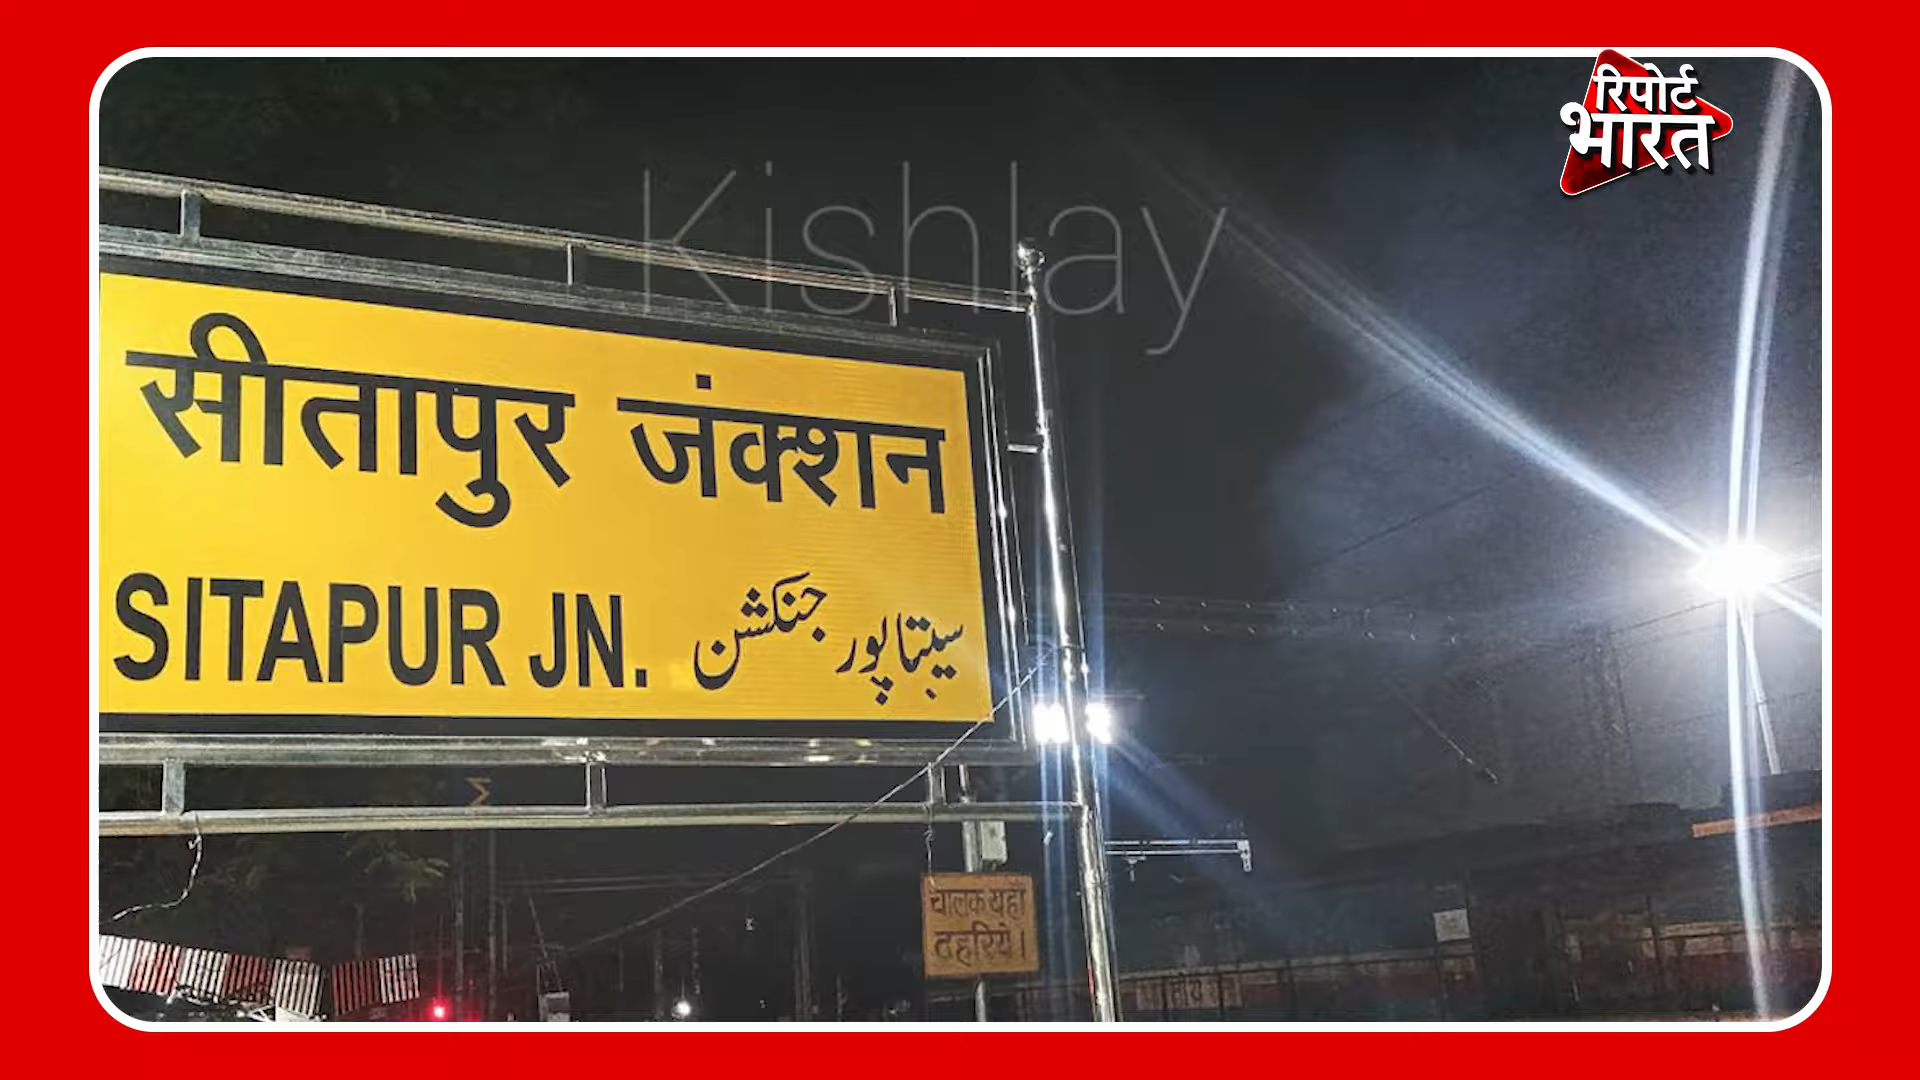 रिपोर्ट
भारत
Kishlay
सीतापुर जंक्शन
SITAPUR JN. سیتاپور جنکشن
चालक यहाँ
ठहरिये।